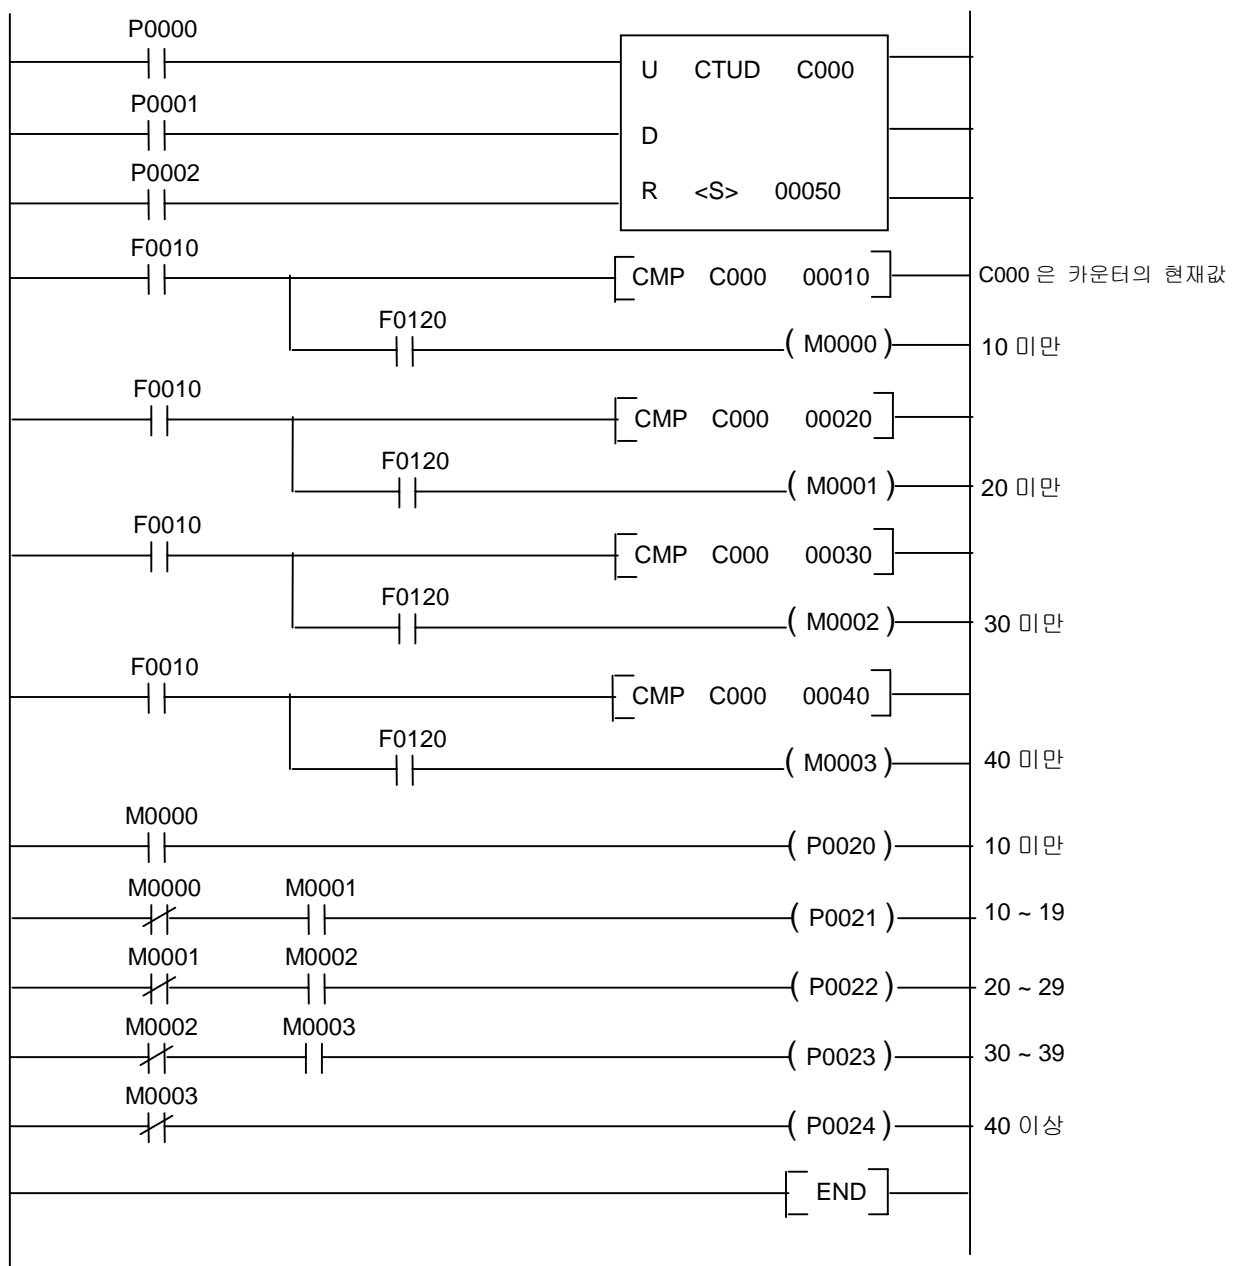 P0000
U CTUD C000
P0001
D
P0002
R <S> 00050
F0010
CMP C000 00010
C000 은 카운터의 현재값
F0120
( M0000 )
10 미만
F0010
CMP C000 00020
F0120
( M0001 )
20 미만
F0010
CMP C000 00030
F0120
( M0002 )
30 미만
F0010
CMP C000 00040
F0120
( M0003 )
40 미만
M0000
( P0020 )
10 미만
M0000 M0001
( P0021 )
10 ~ 19
M0001 M0002
( P0022 )
20 ~ 29
M0002 M0003
( P0023 )
30 ~ 39
M0003
( P0024 )
40 이상
END